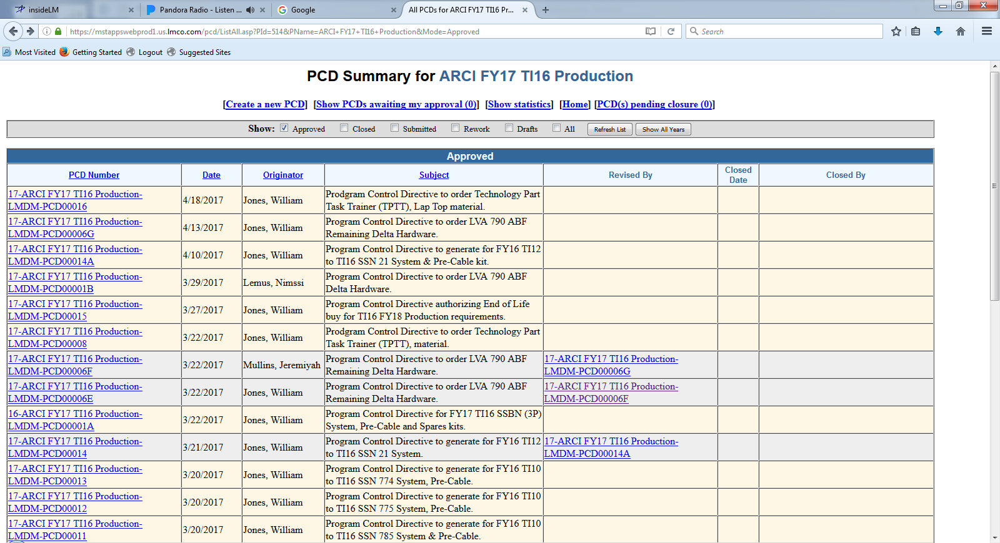 insideLM
Pandora Radio - Listen ...
Google
All PCDs for ARCI FY17 TI16 Pr...
https://mstappswebprod1.us.lmco.com/pcd/ListAll.asp?PId=514&PName=ARCI+FY17+TI16+Production&Mode=Approved
Search
Most Visited Getting Started Logout Suggested Sites
PCD Summary for ARCI FY17 TI16 Production
[Create a new PCD] [Show PCDs awaiting my approval (0)] [Show statistics] [Home] [PCD(s) pending closure (0)]
Show: Approved Closed Submitted Rework Drafts All Refresh List Show All Years
Approved
PCD Number Date Originator Subject Revised By Closed Date Closed By
17-ARCI FY17 TI16 Production-
LMDM-PCD00016
4/18/2017
Jones, William
Prodgram Control Directive to order Technology Part
Task Trainer (TPTT), Lap Top material.
17-ARCI FY17 TI16 Production-
LMDM-PCD00006G
4/13/2017
Jones, William
Program Control Directive to order LVA 790 ABF
Remaining Delta Hardware.
17-ARCI FY17 TI16 Production-
LMDM-PCD00014A
4/10/2017
Jones, William
Program Control Directive to generate for FY16 TI12
to TI16 SSN 21 System & Pre-Cable kit.
17-ARCI FY17 TI16 Production-
LMDM-PCD00001B
3/29/2017
Lemus, Nimssi
Program Control Directive to order LVA 790 ABF
Delta Hardware.
17-ARCI FY17 TI16 Production-
LMDM-PCD00015
3/27/2017
Jones, William
Program Control Directive authorizing End of Life
buy for TI16 FY18 Production requirements.
17-ARCI FY17 TI16 Production-
LMDM-PCD00008
3/22/2017
Jones, William
Prodgram Control Directive to order Technology Part
Task Trainer (TPTT), material.
17-ARCI FY17 TI16 Production-
LMDM-PCD00006F
3/22/2017
Mullins, Jeremiyah
Program Control Directive to order LVA 790 ABF
Remaining Delta Hardware.
17-ARCI FY17 TI16 Production-
LMDM-PCD00006G
17-ARCI FY17 TI16 Production-
LMDM-PCD00006E
3/22/2017
Jones, William
Program Control Directive to order LVA 790 ABF
Remaining Delta Hardware.
17-ARCI FY17 TI16 Production-
LMDM-PCD00006F
16-ARCI FY17 TI16 Production-
LMDM-PCD00001A
3/22/2017
Jones, William
Program Control Directive for FY17 TI16 SSBN (3P)
System, Pre-Cable and Spares kits.
17-ARCI FY17 TI16 Production-
LMDM-PCD00014
3/21/2017
Jones, William
Program Control Directive to generate for FY16 TI12
to TI16 SSN 21 System.
17-ARCI FY17 TI16 Production-
LMDM-PCD00014A
17-ARCI FY17 TI16 Production-
LMDM-PCD00013
3/20/2017
Jones, William
Program Control Directive to generate for FY16 TI10
to TI16 SSN 774 System, Pre-Cable.
17-ARCI FY17 TI16 Production-
LMDM-PCD00012
3/20/2017
Jones, William
Program Control Directive to generate for FY16 TI10
to TI16 SSN 775 System, Pre-Cable.
17-ARCI FY17 TI16 Production-
LMDM-PCD00011
3/20/2017
Jones, William
Program Control Directive to generate for FY16 TI10
to TI16 SSN 785 System & Pre-Cable.